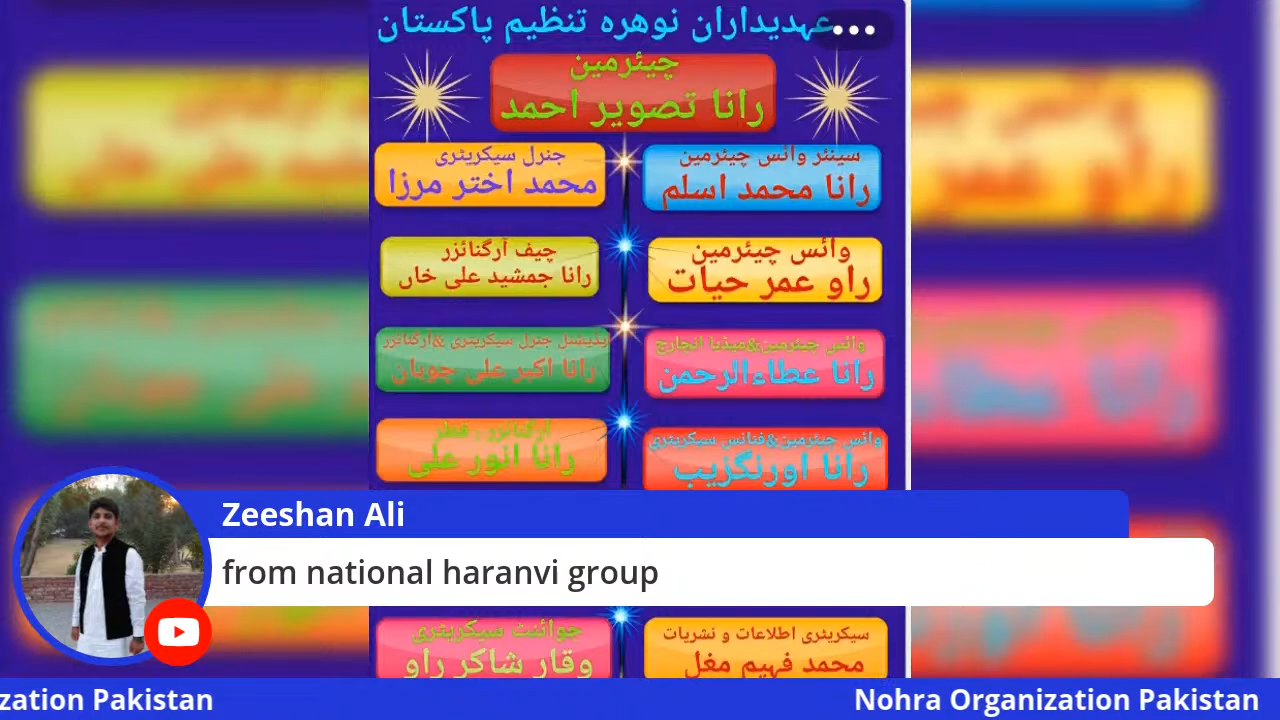 عہدیداران نوهره تنظیم پاکستان
چیئرمین
رانا تصویر احمد
سینئر وائس چیئرمین
رانا محمد اسلم
جنرل سیکریٹری
محمد اختر مرزا
وائس چیئرمین
راو عمر حیات
چیف آرگنائزر
رانا جمشید علی خاں
وائس چیئرمین&میڈیا انچارج
رانا عطاءالرحمن
ایڈیشنل جنرل سیکریٹری &آرگنائزر
رانا اکبر علی چوہان
وائس چیئرمین&فنانس سیکریٹری
رانا اورنگزیب
آرگنائزر , قطر
رانا انور علی
Zeeshan Ali
from national haranvi group
سیکریٹری اطلاعات و نشریات
محمد فہیم مغل
جوائنٹ سیکریٹری
وقار شاکر راو
zation Pakistan
Nohra Organization Pakistan